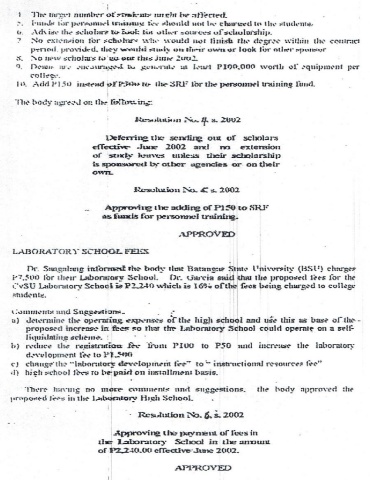 1. The target number of students might be affected.
5. Funds for personnel training fee should not be charged to the students.
6. Advise the scholars to look for other sources of scholarship.
7. No extension for scholars who would not finish the degree within the contract
period provided, they would study on their own or look for other sponsor
8. No new scholars to go out this June 2002.
9. Deans are encouraged to generate at least P100,000 worth of equipment per
college.
10. Add P150 instead of P300 to the SRF for the personnel training fund.
The body agreed on the following:
Resolution No. 4, s. 2002
Deferring the sending out of scholars
effective June 2002 and no extension
of study leaves unless their scholarship
is sponsored by other agencies or on their
own.
Resolution No. s. 2002
Approving the adding of P150 to SRF
as funds for personnel training.
APPROVED
LABORATORY SCHOOL FEES
Dr. Sangalang informed the body that Batangas State University (BSU) charges
P7,500 for their Laboratory School. Dr. Garcia said that the proposed fees for the
CvSU Laboratory School is P2,240 which is 16% of the fees being charged to college
students.
Comments and Suggestions.
a) determine the operating expenses of the high school and use this as base of the
proposed increase in fees so that the Laboratory School could operate on a self-
liquidating scheme.
b) reduce the registration fee from P100 to P50 and increase the laboratory
development fee to P1,500
c) change the "laboratory development fee" to "instructional resources fee"
d) high school fees to be paid on installment basis.
There having no more comments and suggestions, the body approved the
proposed fees in the Laboratory High School.
Resolution No. 6, s. 2002
Approving the payment of fees in
the Laboratory School in the amount
of P2,240.00 effective June 2002.
APPROVED